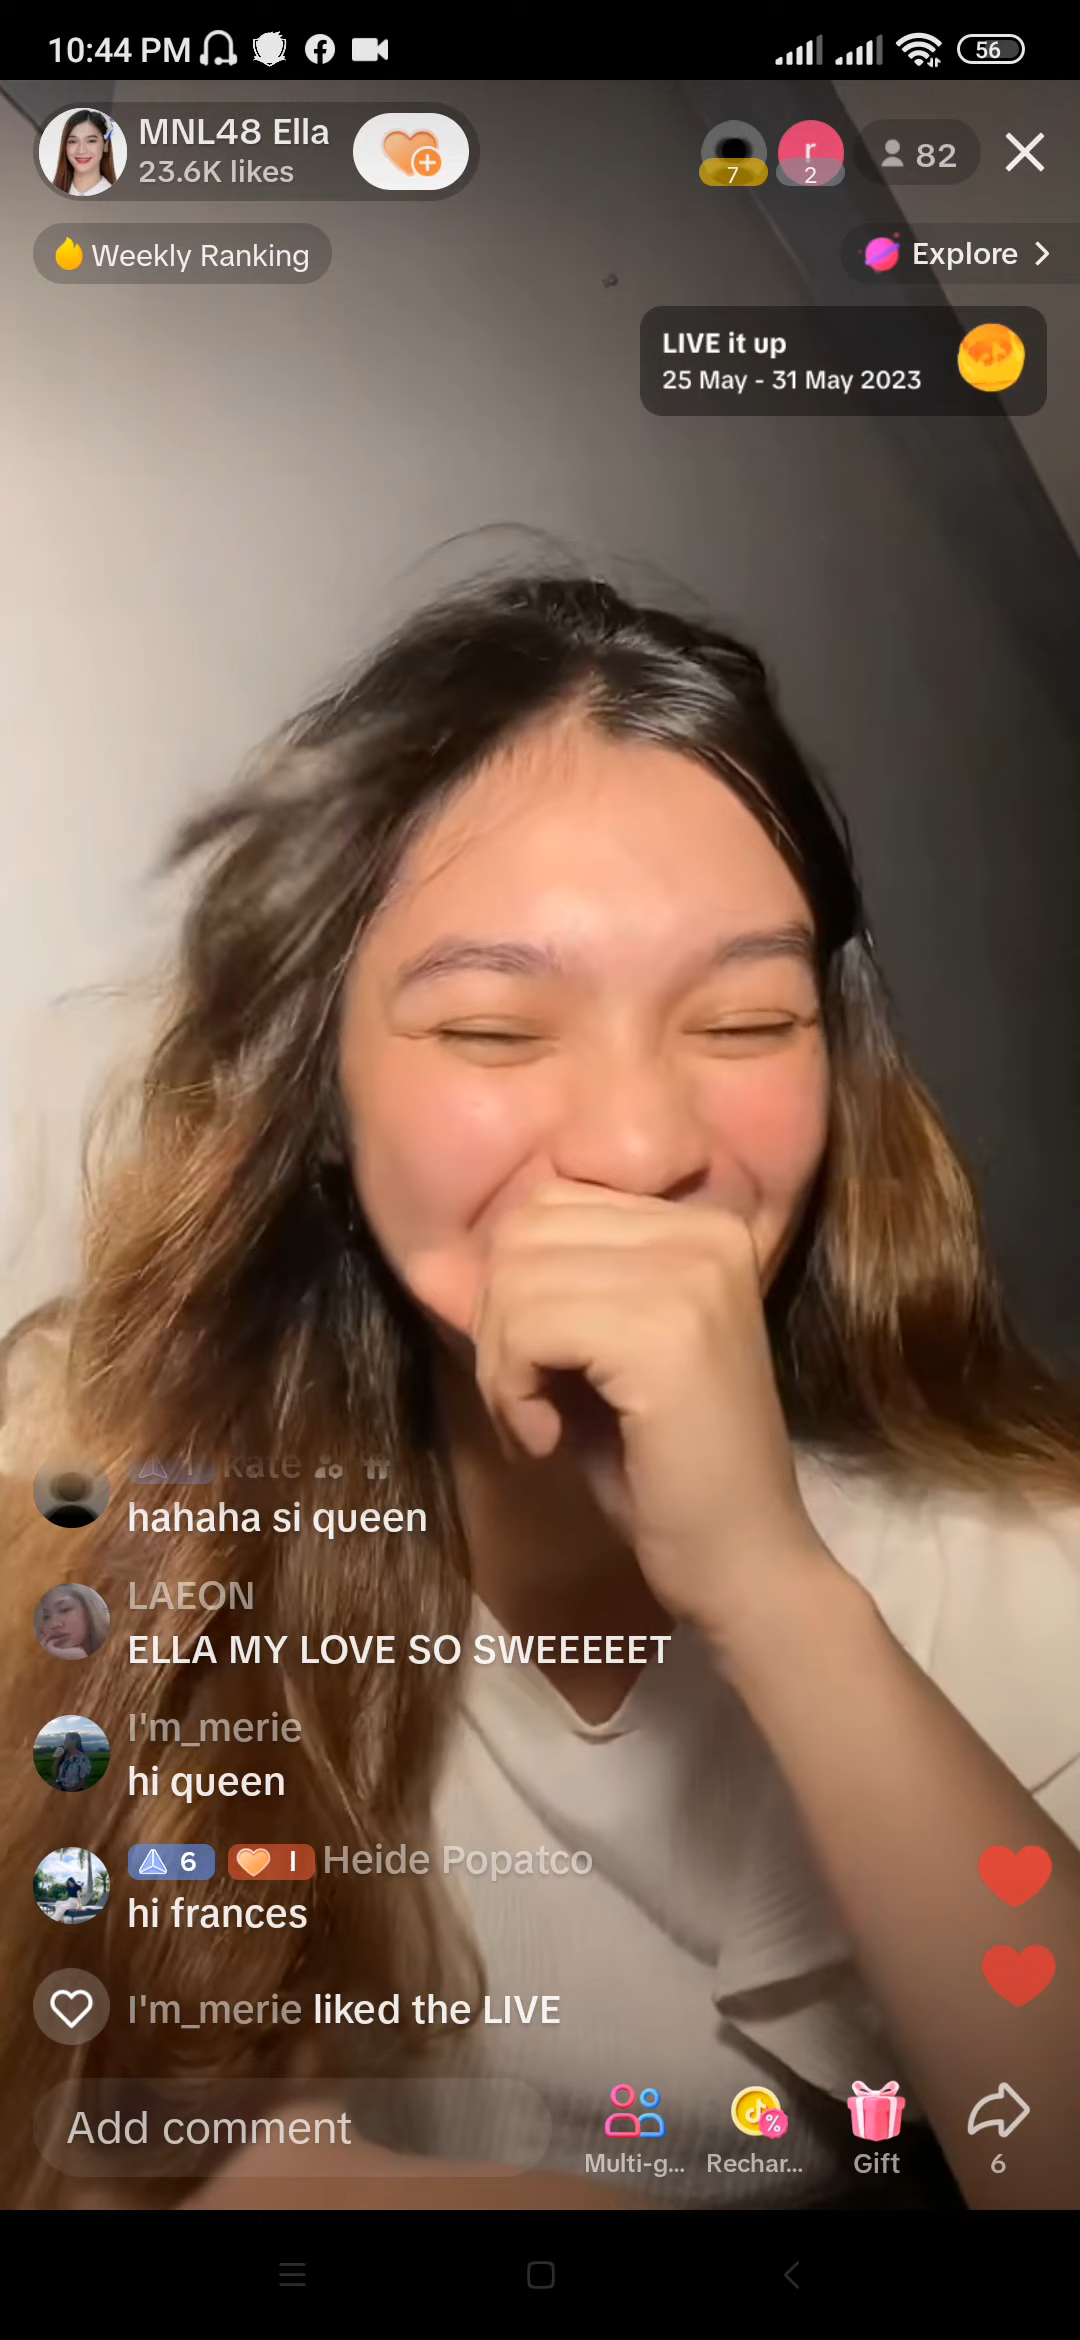 10:44 PM
56
MNL48 Ella
23.6K likes
7
r
2
82
Weekly Ranking
Explore
LIVE it up
25 May - 31 May 2023
kate
hahaha si queen
LAEON
ELLA MY LOVE SO SWEEEEET
I'm_merie
hi queen
6
I
Heide Popatco
hi frances
I'm_merie liked the LIVE
Add comment
Multi-g...
Rechar...
Gift
6